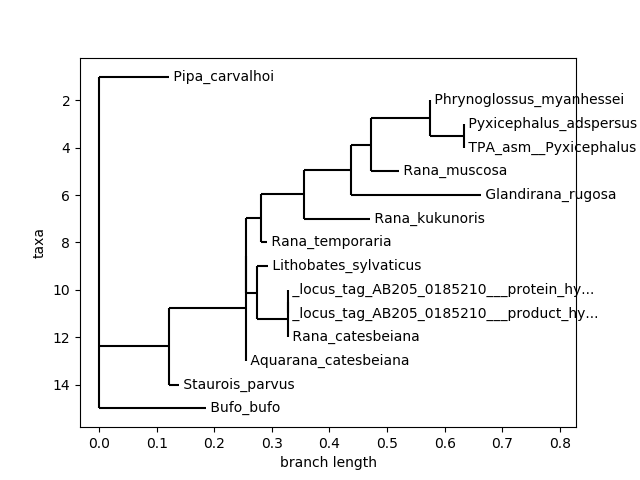 Pipa_carvalhoi
Phrynoglossus_myanhessei
Pyxicephalus_adspersus
TPA_asm__Pyxicephalus
Rana_muscosa
Glandirana_rugosa
Rana_kukunoris
Rana_temporaria
Lithobates_sylvaticus
_locus_tag_AB205_0185210___protein_hy...
_locus_tag_AB205_0185210___product_hy...
Rana_catesbeiana
Aquarana_catesbeiana
Staurois_parvus
Bufo_bufo
taxa
2
4
6
8
10
12
14
0.0 0.1 0.2 0.3 0.4 0.5 0.6 0.7 0.8
branch length